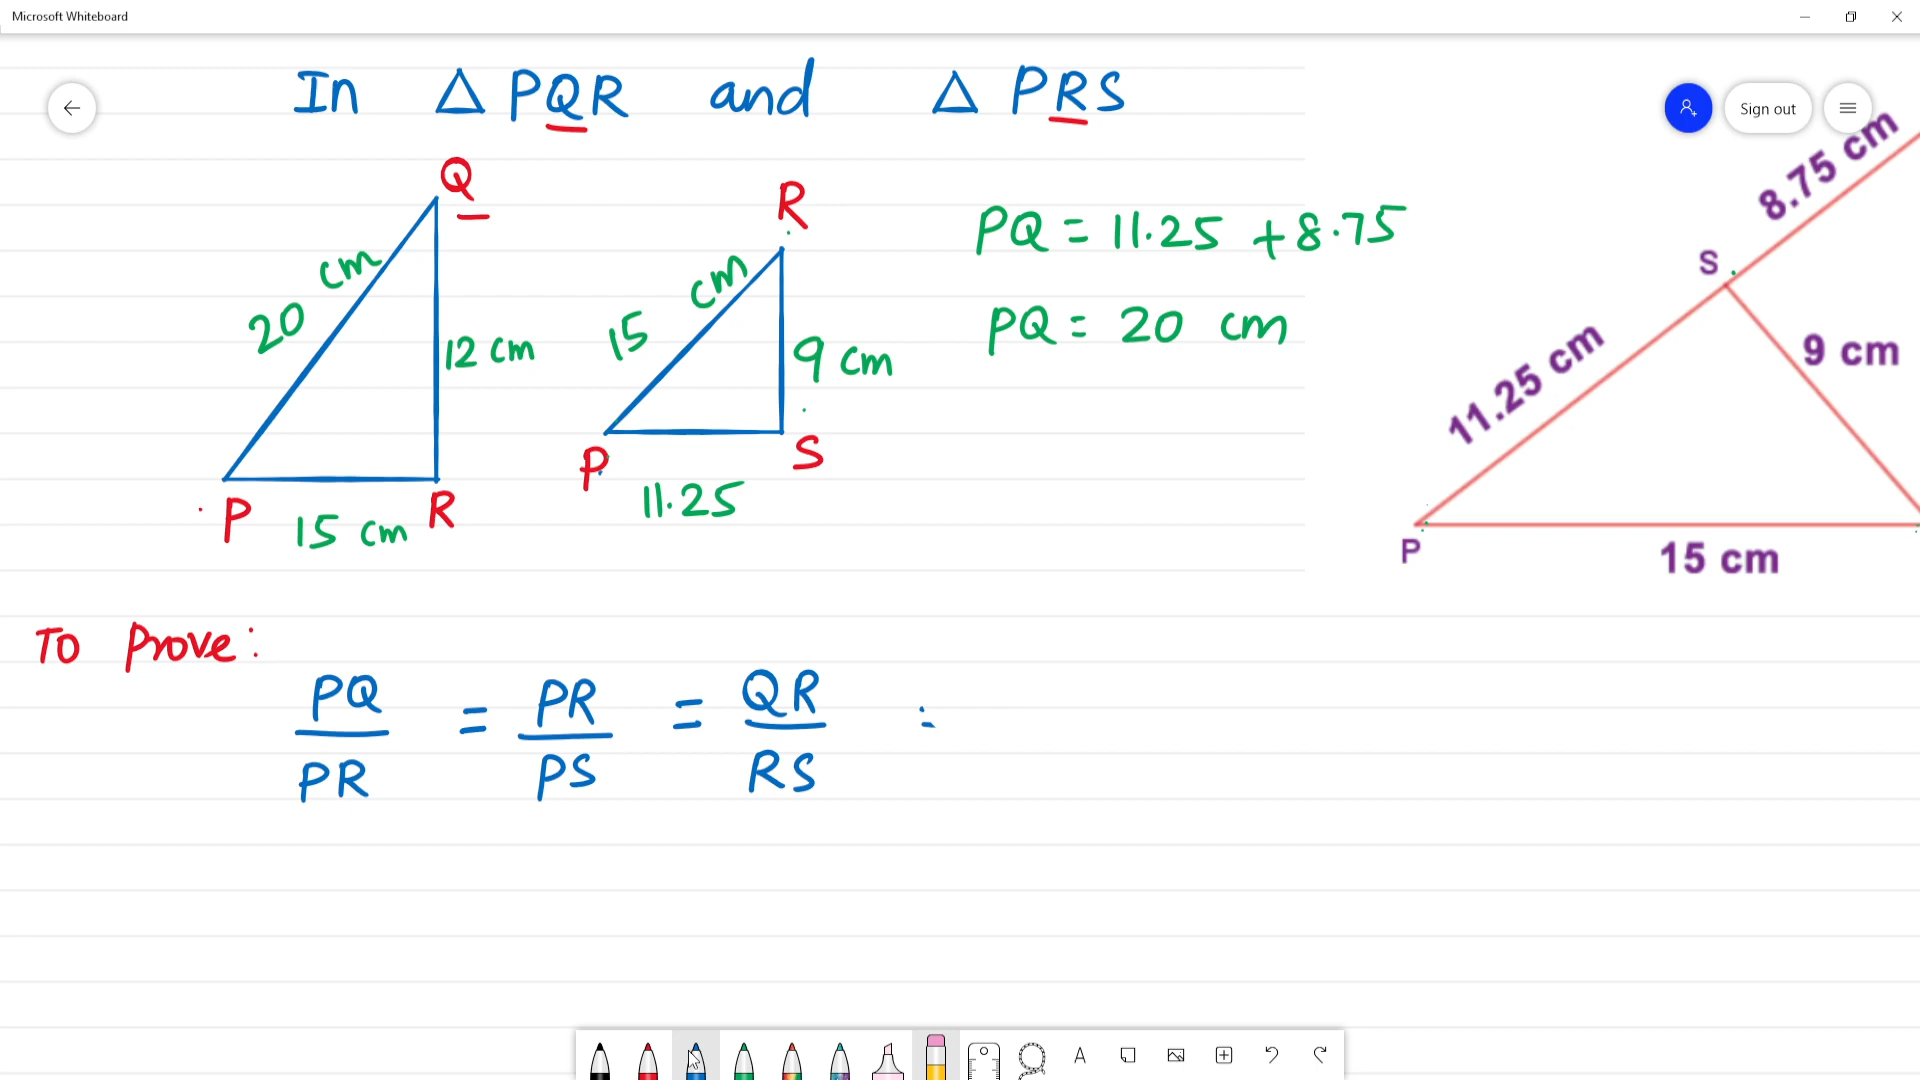 Microsoft Whiteboard
In △ PQR and △ PRS
Sign out
8.75 cm
Q
R
PQ = 11.25 + 8.75
20 cm
12 cm
15 cm
9 cm
PQ = 20 cm
S
11.25 cm
9 cm
P
15 cm
R
P
S
11.25
P
15 cm
To Prove:
PQ/PR = PR/PS = QR/RS =
A